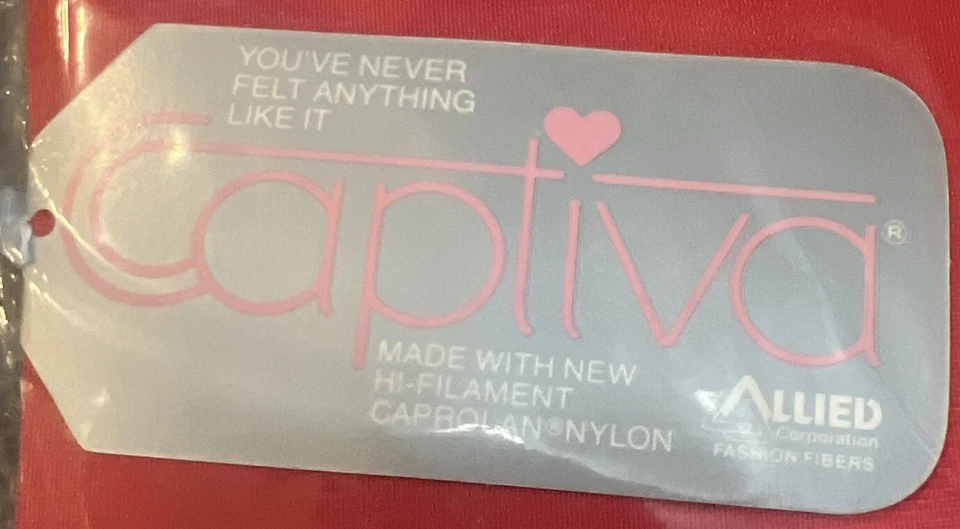 YOU'VE NEVER
FELT ANYTHING
LIKE IT
Captiva®
MADE WITH NEW
HI-FILAMENT
CAPROLAN® NYLON
ALLIED
Corporation
FASHION FIBERS